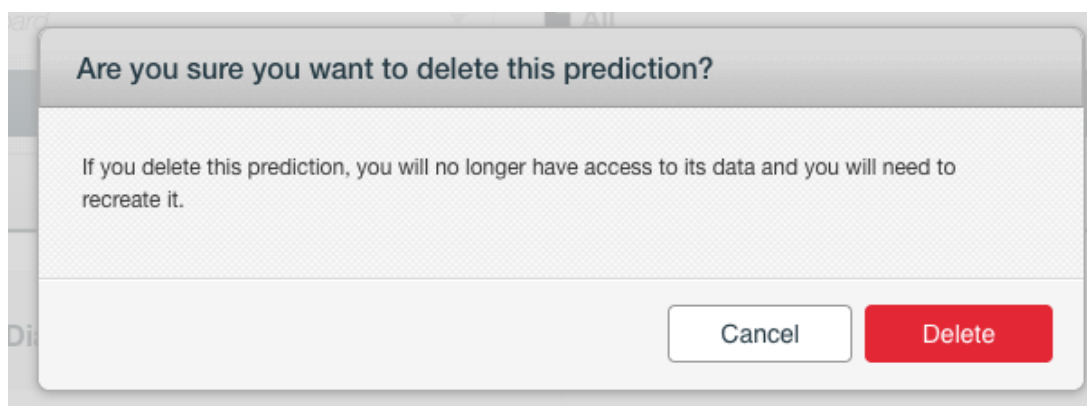 All
Are you sure you want to delete this prediction?
If you delete this prediction, you will no longer have access to its data and you will need to
recreate it.
Cancel
Delete